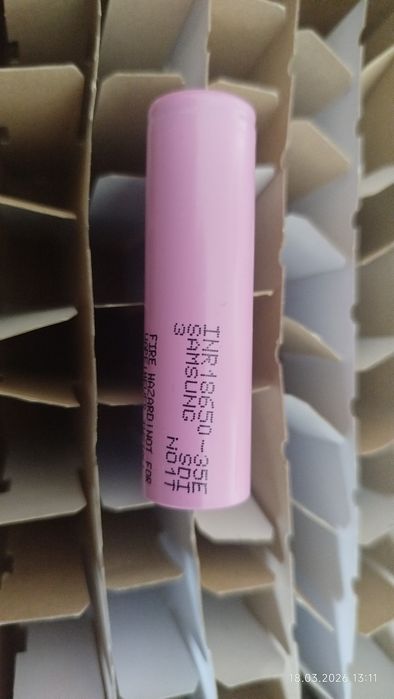 INR18650-35E
SAMSUNG SDI
3 N01T
FIRE HAZARD!NOT FOR
18.03.2026 13:11